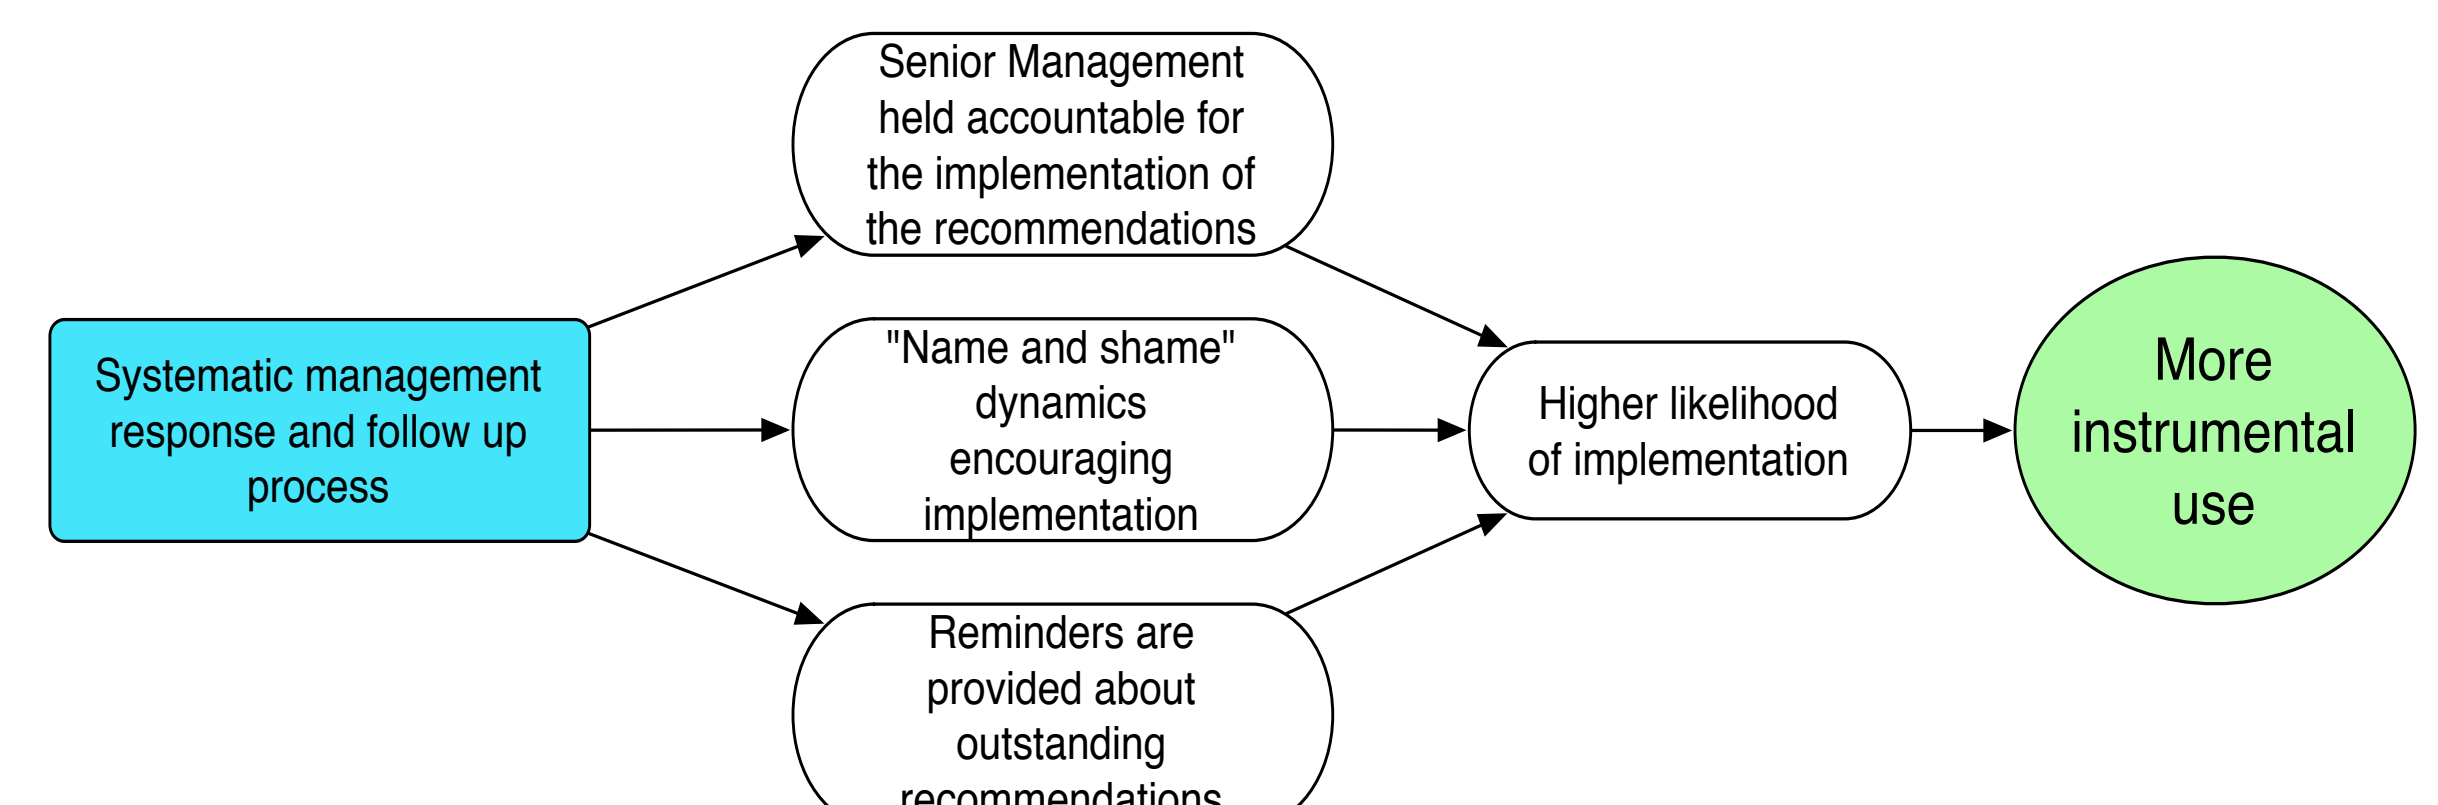 Systematic management
response and follow up
process
Senior Management
held accountable for
the implementation of
the recommendations
"Name and shame"
dynamics
encouraging
implementation
Reminders are
provided about
outstanding
recommendations
Higher likelihood
of implementation
More
instrumental
use